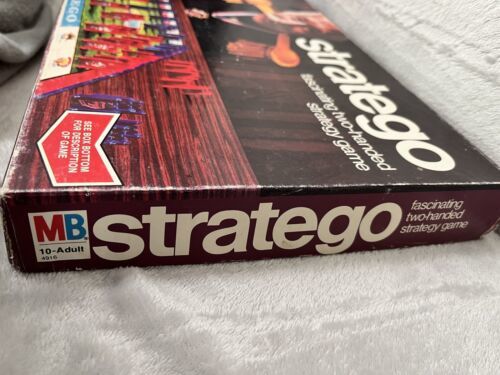 EGO
stratego
fascinating two-handed
strategy game
SEE BOX BOTTOM
FOR DESCRIPTION
OF GAME
MB
10-Adult
4916
stratego
fascinating
two-handed
strategy game